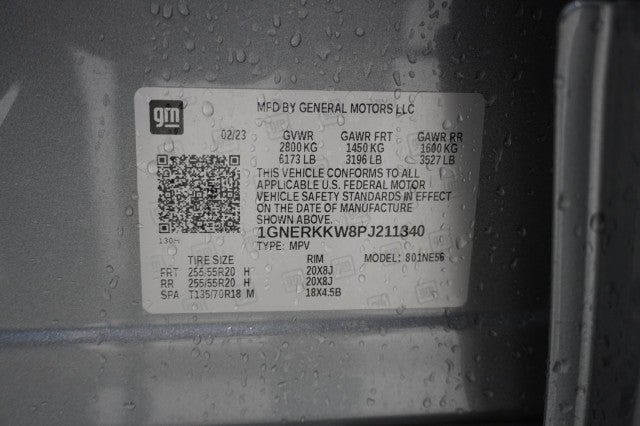 gm
MFD BY GENERAL MOTORS LLC
02/23 GVWR GAWR FRT GAWR RR
2800 KG 1450 KG 1600 KG
6173 LB 3196 LB 3527 LB
THIS VEHICLE CONFORMS TO ALL
APPLICABLE U.S. FEDERAL MOTOR
VEHICLE SAFETY STANDARDS IN EFFECT
ON THE DATE OF MANUFACTURE
SHOWN ABOVE.
1GNERKKW8PJ211340
130H
TYPE: MPV MODEL: 801NE56
TIRE SIZE RIM
FRT 255/55R20 H 20X8J
RR 255/55R20 H 20X8J
SPA T135/70R18 M 18X4.5B